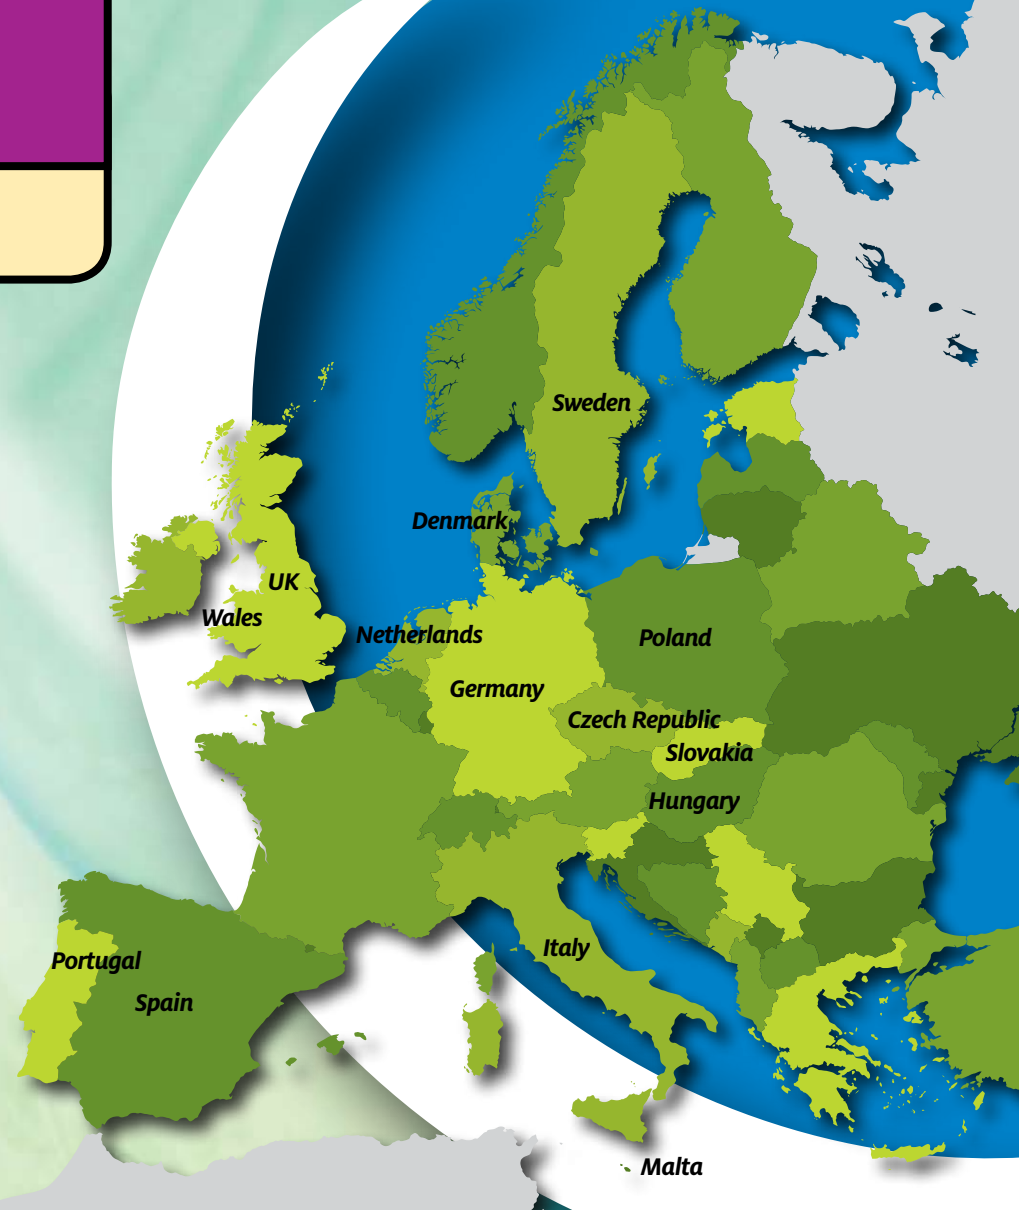 Sweden
Denmark
UK
Wales
Netherlands
Poland
Germany
Czech Republic
Slovakia
Hungary
Italy
Portugal
Spain
Malta